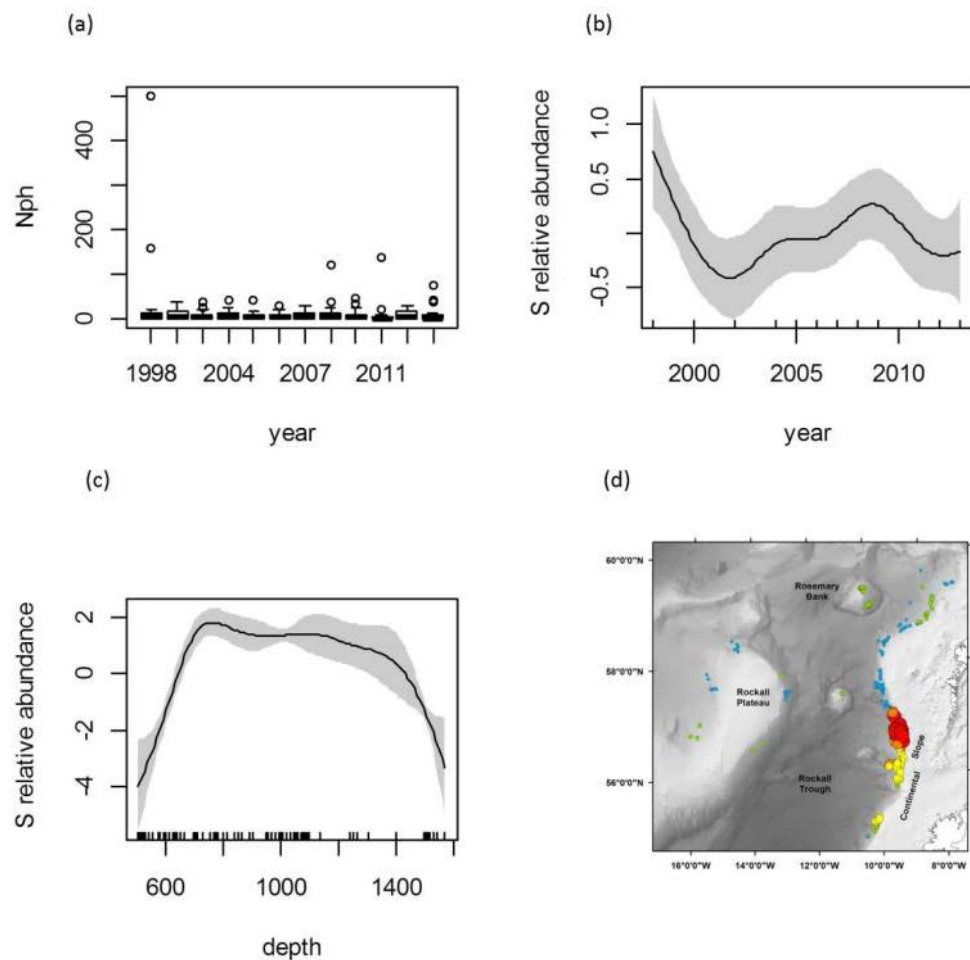 (a)
Nph
400
200
0
1998 2004 2007 2011
year
(b)
S relative abundance
1.0
0.5
-0.5
2000 2005 2010
year
(c)
S relative abundance
2
0
-2
-4
600 1000 1400
depth
(d)
60°0'0"N
58°0'0"N
56°0'0"N
Rosemary
Bank
Rockall
Plateau
Rockall
Trough
Continental Slope
16°0'0"W 12°0'0"W 10°0'0"W 8°0'0"W